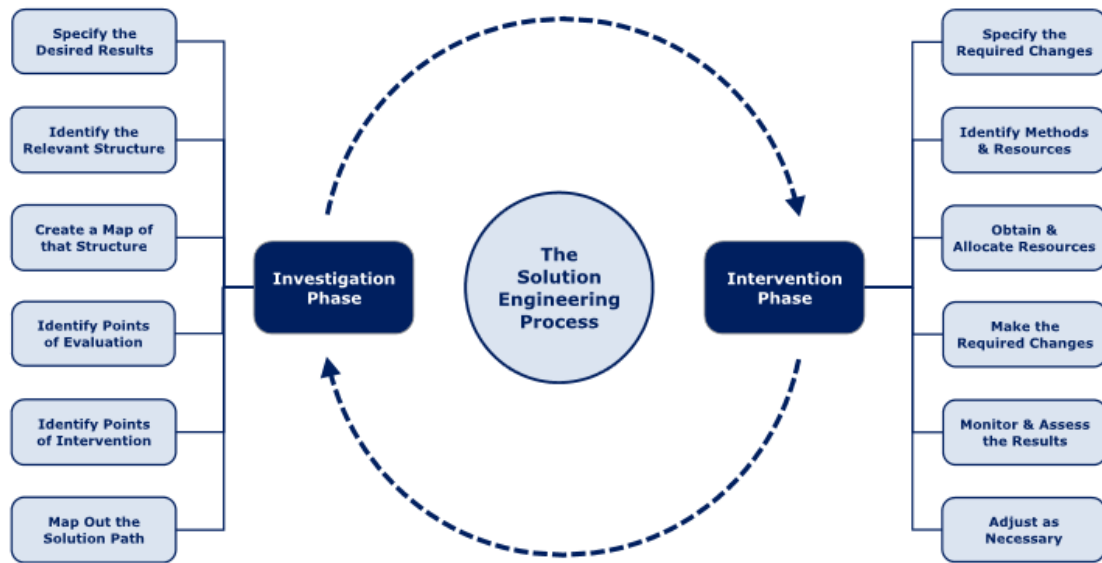 Specify the
Desired Results
Identify the
Relevant Structure
Create a Map of
that Structure
Identify Points
of Evaluation
Identify Points
of Intervention
Map Out the
Solution Path
Investigation
Phase
The
Solution
Engineering
Process
Intervention
Phase
Specify the
Required Changes
Identify Methods
& Resources
Obtain &
Allocate Resources
Make the
Required Changes
Monitor & Assess
the Results
Adjust as
Necessary